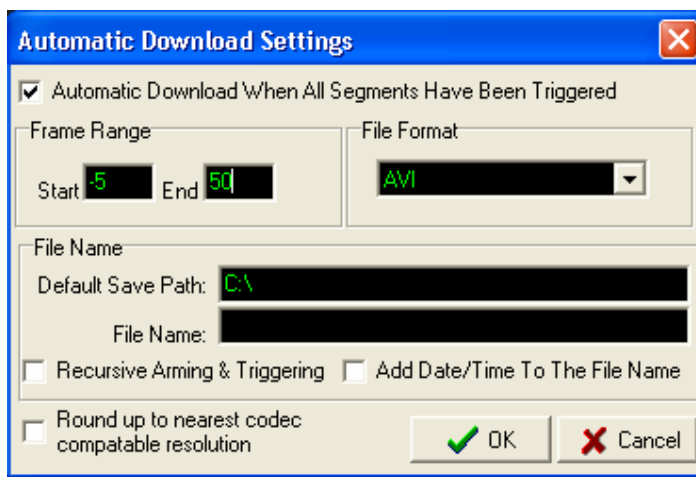 Automatic Download Settings
Automatic Download When All Segments Have Been Triggered
Frame Range
Start -5 End 50
File Format
AVI
File Name
Default Save Path: C:\
File Name:
Recursive Arming & Triggering
Add Date/Time To The File Name
Round up to nearest codec
compatable resolution
OK
Cancel